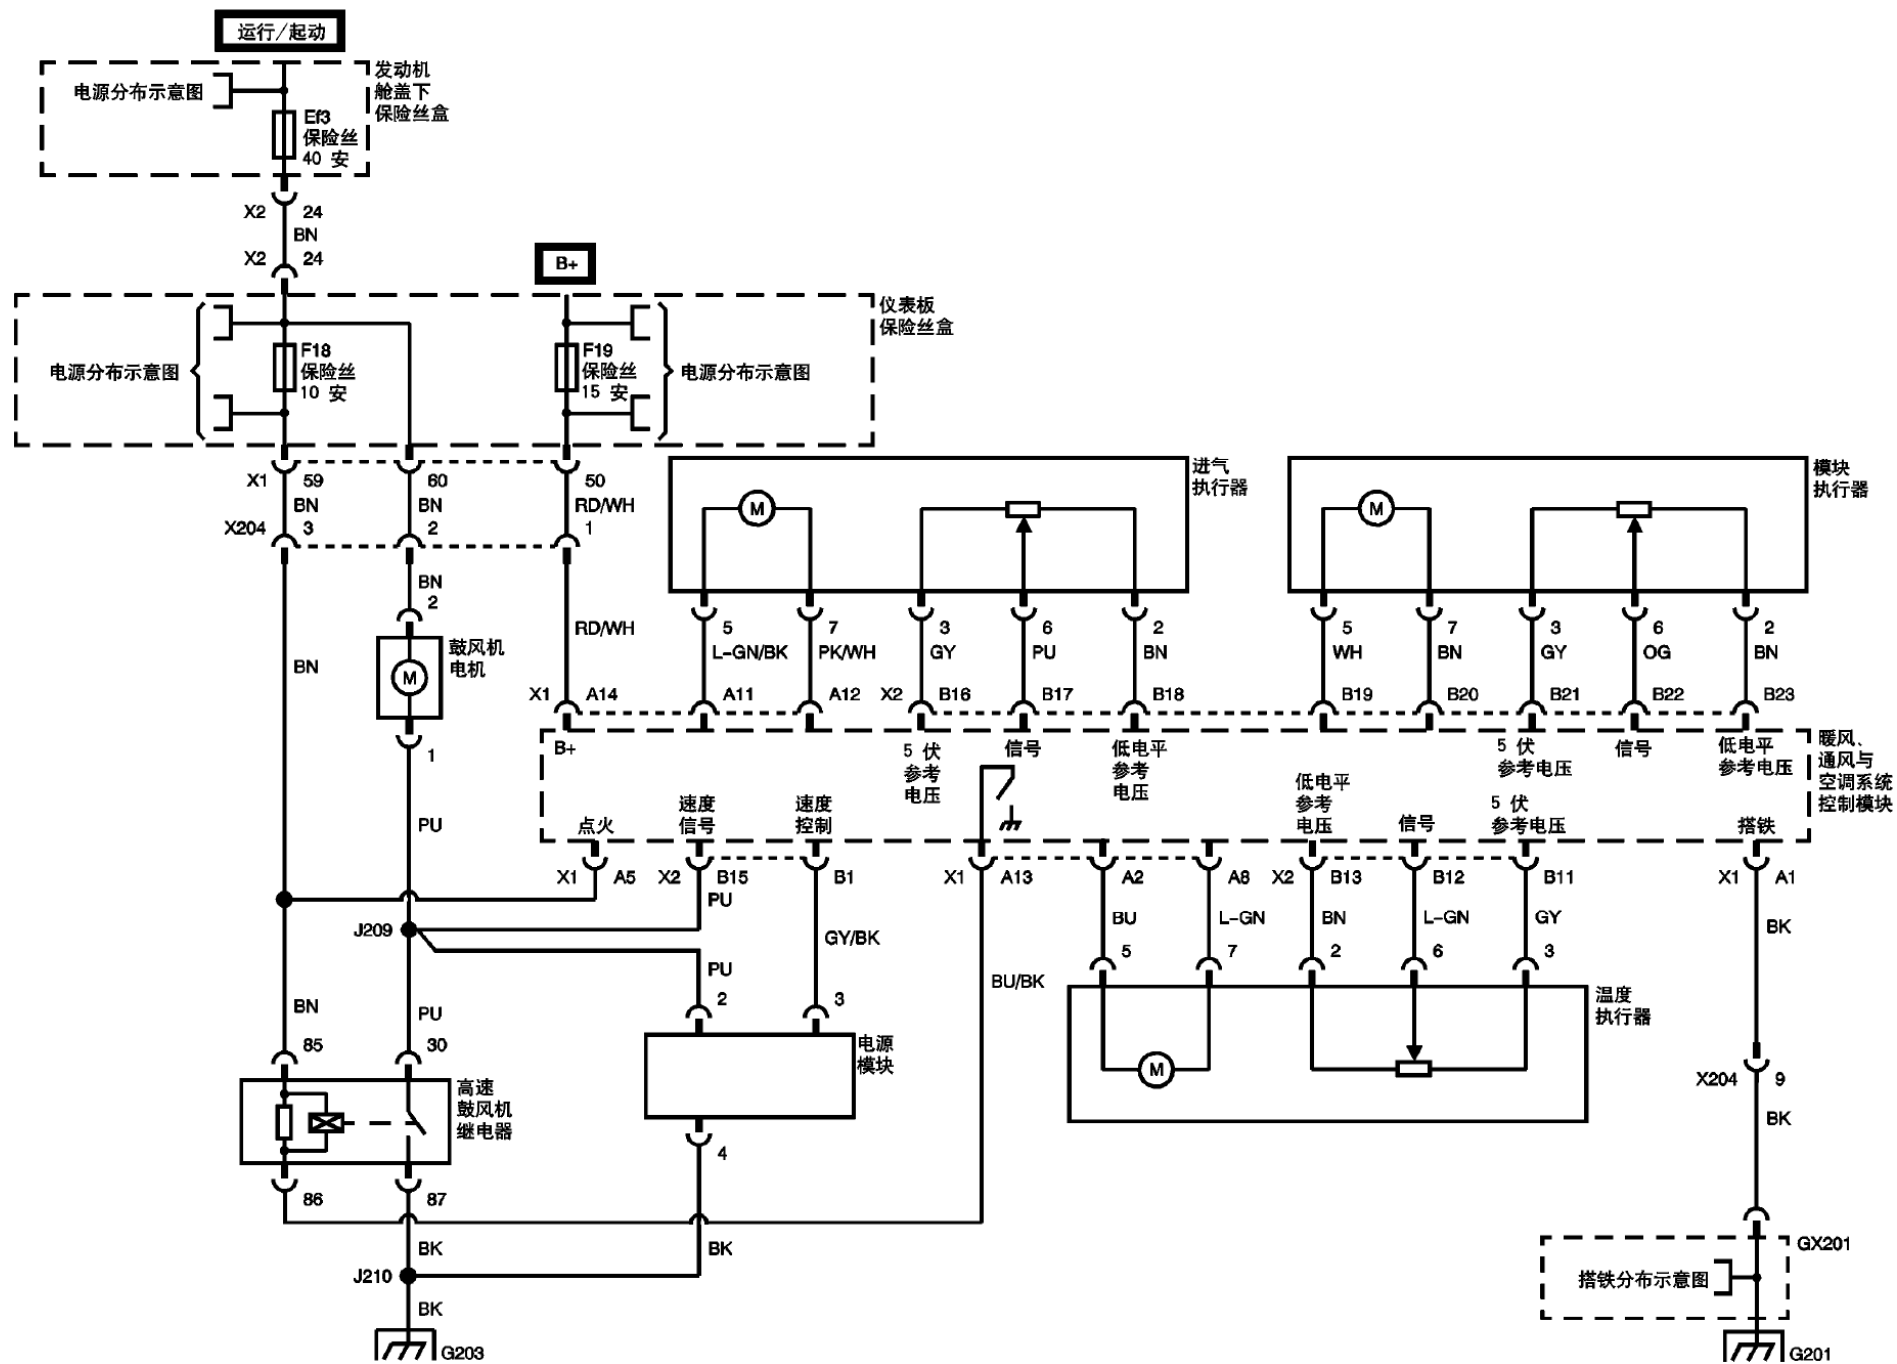 运行/起动
发动机
舱盖下
保险丝盒
电源分布示意图
Ef3
保险丝
40 安
X2 24
BN
X2 24
B+
仪表板
保险丝盒
电源分布示意图
F18
保险丝
10 安
F19
保险丝
15 安
电源分布示意图
X1 59 60 50
BN BN RD/WH
X204 3 2 1
进气
执行器
M
模块
执行器
M
BN
2
RD/WH
5 7 3 6 2
L-GN/BK PK/WH GY PU BN
5 7 3 6 2
WH BN GY OG BN
BN
鼓风机
电机
M
1
X1 A14 A11 A12 X2 B16 B17 B18 B19 B20 B21 B22 B23
B+
5 伏
参考
电压
信号
低电平
参考
电压
5 伏
参考电压
信号
低电平
参考电压
暖风、
通风与
空调系统
控制模块
PU
点火
速度
信号
速度
控制
低电平
参考
电压
信号
5 伏
参考电压
搭铁
X1 A5 X2 B15 B1 X1 A13 A2 A8 X2 B13 B12 B11 X1 A1
PU
J209
GY/BK
BU L-GN BN L-GN GY BK
5 7 2 6 3
PU
BU/BK
BN PU
2 3
85 30
电源
模块
温度
执行器
M
X204 9
BK
高速
鼓风机
继电器
4
86 87
BK BK
J210
BK
G203
GX201
搭铁分布示意图
G201